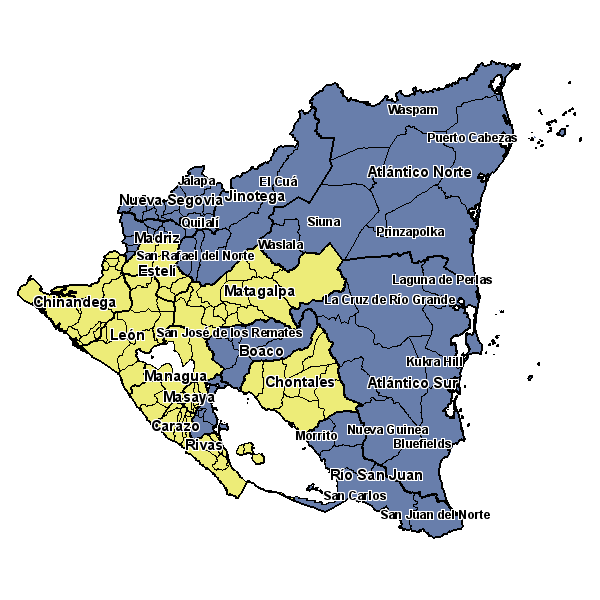 Waspam
Puerto Cabezas
Atlántico Norte
Jalapa
El Cuá
Nueva Segovia
Jinotega
Quilalí
Siuna
Prinzapolka
Madriz
Waslala
San Rafael del Norte
Estelí
Laguna de Perlas
Matagalpa
La Cruz de Río Grande
Chinandega
León
San José de los Remates
Boaco
Kukra Hill
Managua
Chontales
Atlántico Sur
Masaya
Carazo
Nueva Guinea
Morrito
Bluefields
Rivas
Río San Juan
San Carlos
San Juan del Norte